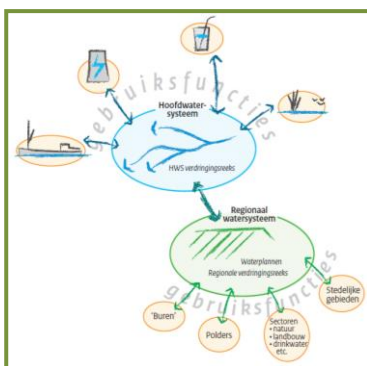 gebruiksfuncties
Hoofdwater-
systeem
HWS verdringingsreeks
Regionaal
watersysteem
Waterplannen
Regionale verdringingsreeks
gebruiksfuncties
'Buren'
Polders
Sectoren
• natuur
• landbouw
• drinkwater
etc.
Stedelijke
gebieden